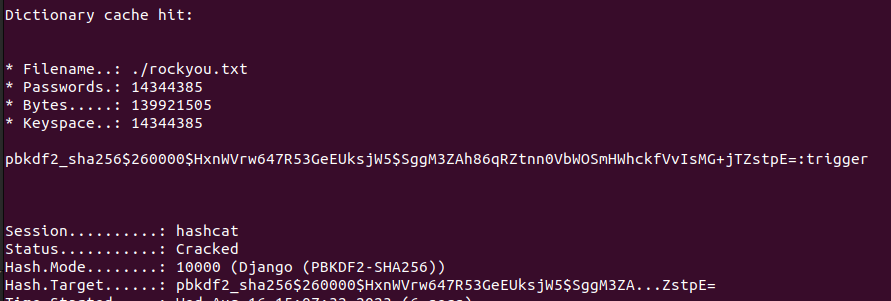 Dictionary cache hit:
* Filename..: ./rockyou.txt
* Passwords.: 14344385
* Bytes.....: 139921505
* Keyspace..: 14344385
pbkdf2_sha256$260000$HxnWVrw647R53GeEUksjW5$SggM3ZAh86qRZtnn0VbWOSmHWhckfVvIsMG+jTZstpE=:trigger
Session..........: hashcat
Status...........: Cracked
Hash.Mode........: 10000 (Django (PBKDF2-SHA256))
Hash.Target......: pbkdf2_sha256$260000$HxnWVrw647R53GeEUksjW5$SggM3ZA...ZstpE=